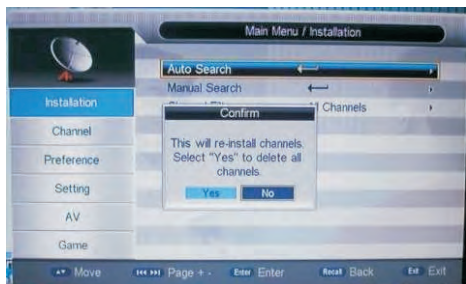 Main Menu / Installation
Auto Search
Manual Search
All Channels
Installation
Channel
Preference
Setting
AV
Game
Confirm
This will re-install channels.
Select "Yes" to delete all
channels.
Yes No
Move Page + - Enter Enter Recall Back Exit Exit